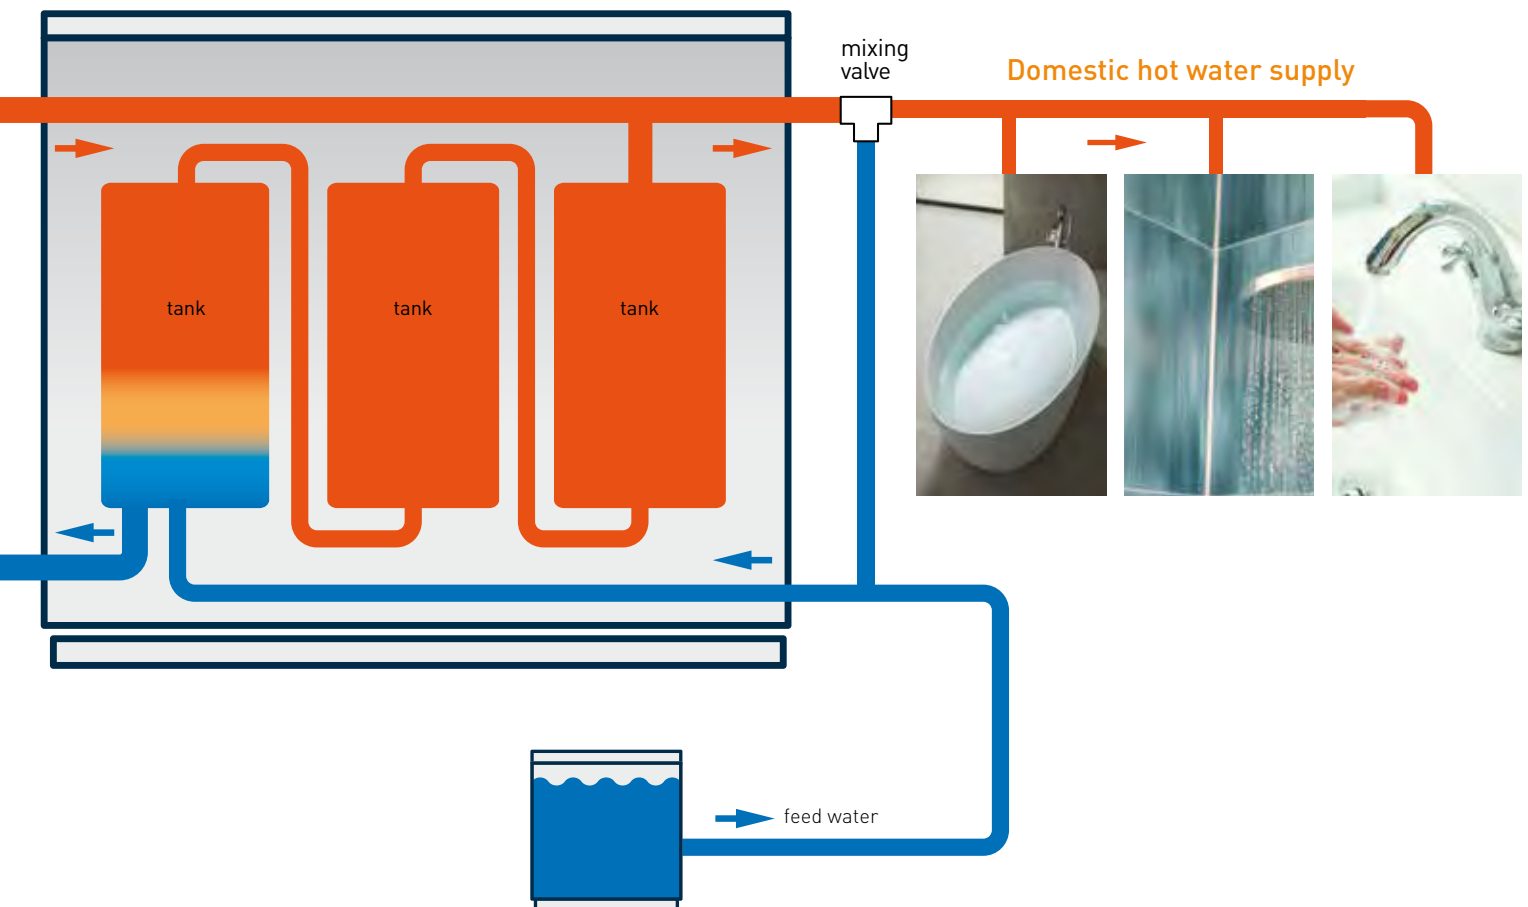 mixing
valve
Domestic hot water supply
tank
tank
tank
feed water